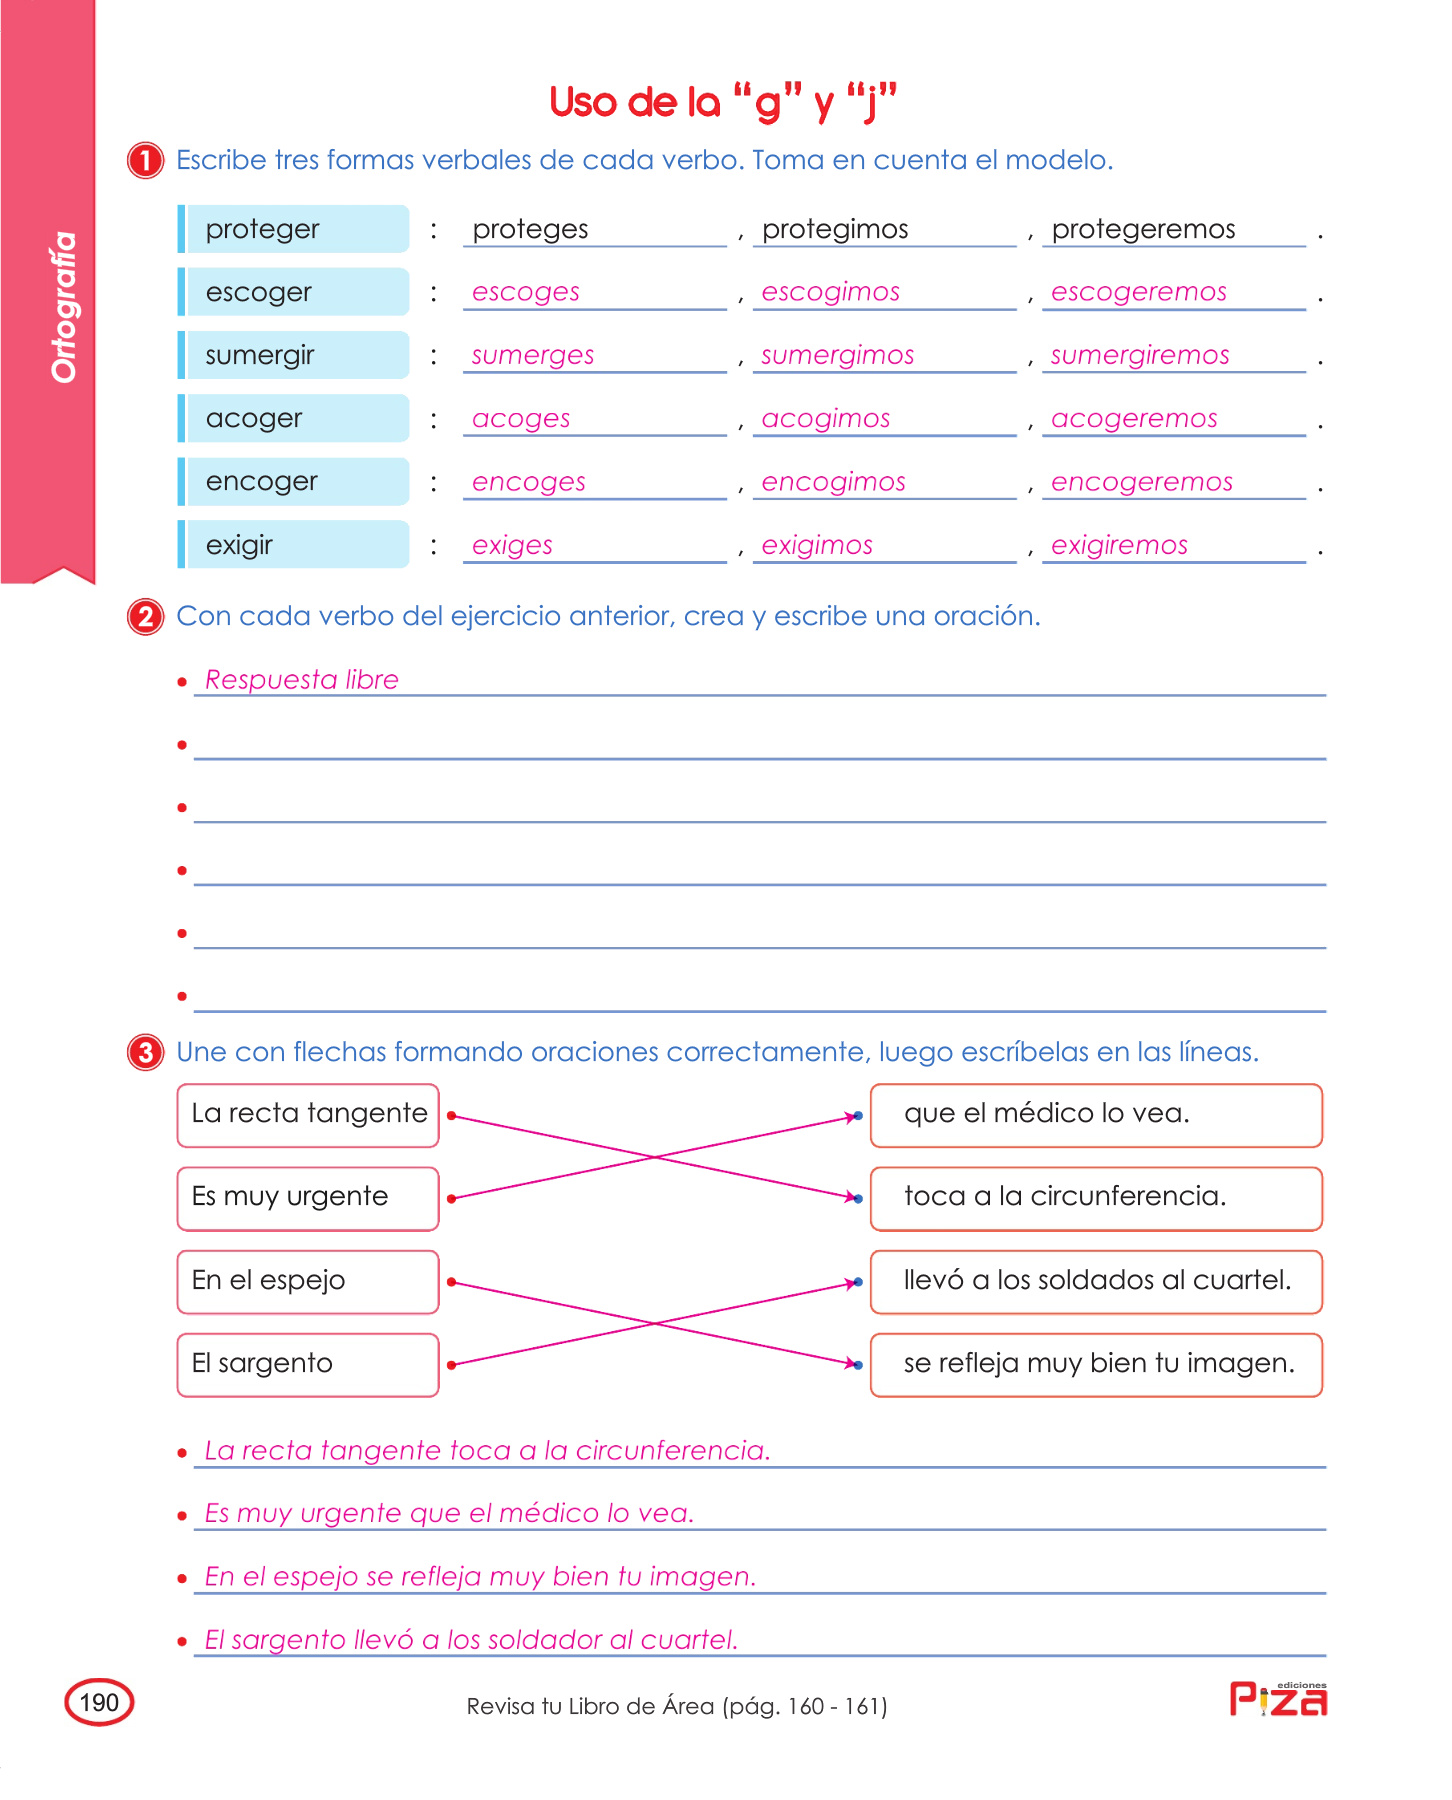 Ortografía
Uso de la “g” y “j”
1 Escribe tres formas verbales de cada verbo. Toma en cuenta el modelo.
proteger : proteges , protegimos , protegeremos .
escoger : escoges , escogimos , escogeremos .
sumergir : sumerges , sumergimos , sumergiremos .
acoger : acoges , acogimos , acogeremos .
encoger : encoges , encogimos , encogeremos .
exigir : exiges , exigimos , exigiremos .
2 Con cada verbo del ejercicio anterior, crea y escribe una oración.
• Respuesta libre
•
•
•
•
•
3 Une con flechas formando oraciones correctamente, luego escríbelas en las líneas.
La recta tangente que el médico lo vea.
Es muy urgente toca a la circunferencia.
En el espejo llevó a los soldados al cuartel.
El sargento se refleja muy bien tu imagen.
• La recta tangente toca a la circunferencia.
• Es muy urgente que el médico lo vea.
• En el espejo se refleja muy bien tu imagen.
• El sargento llevó a los soldador al cuartel.
190
Revisa tu Libro de Área (pág. 160 - 161)
ediciones
Piza